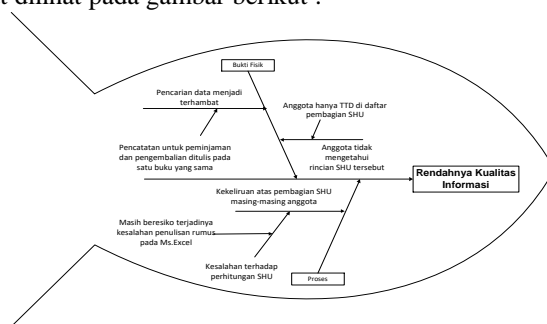 t dilihat pada gambar berikut :
Bukti Fisik
Pencarian data menjadi
terhambat
Anggota hanya TTD di daftar
pembagian SHU
Pencatatan untuk peminjaman
dan pengembalian ditulis pada
satu buku yang sama
Anggota tidak
mengetahui
rincian SHU tersebut
Rendahnya Kualitas
Informasi
Kekeliruan atas pembagian SHU
masing-masing anggota
Masih beresiko terjadinya
kesalahan penulisan rumus
pada Ms.Excel
Kesalahan terhadap
perhitungan SHU
Proses